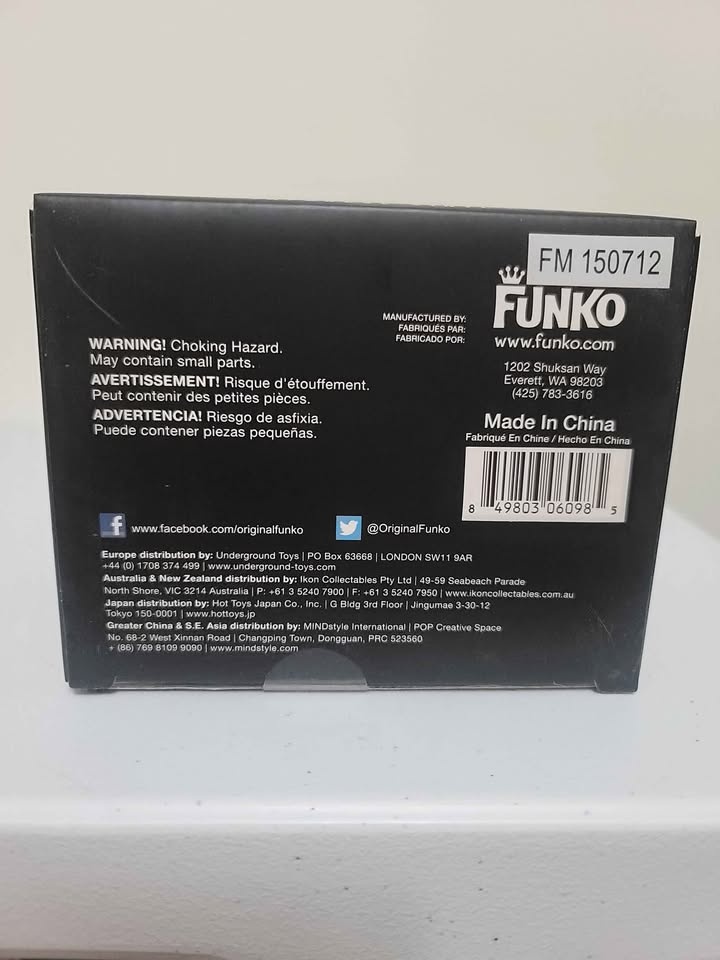 FM 150712
FUNKO
MANUFACTURED BY:
FABRIQUÉS PAR:
FABRICADO POR:
www.funko.com
1202 Shuksan Way
Everett, WA 98203
(425) 783-3616
WARNING! Choking Hazard.
May contain small parts.
AVERTISSEMENT! Risque d'étouffement.
Peut contenir des petites pièces.
ADVERTENCIA! Riesgo de asfixia.
Puede contener piezas pequeñas.
Made In China
Fabriqué En Chine / Hecho En China
8 49803 06098 5
f www.facebook.com/originalfunko @OriginalFunko
Europe distribution by: Underground Toys | PO Box 63668 | LONDON SW11 9AR
+44 (0) 1708 374 499 | www.underground-toys.com
Australia & New Zealand distribution by: Ikon Collectables Pty Ltd | 49-59 Seabeach Parade
North Shore, VIC 3214 Australia | P: +61 3 5240 7900 | F: +61 3 5240 7950 | www.ikoncollectables.com.au
Japan distribution by: Hot Toys Japan Co., Inc. | G Bldg 3rd Floor | Jingumae 3-30-12
Tokyo 150-0001 | www.hottoys.jp
Greater China & S.E. Asia distribution by: MINDstyle International | POP Creative Space
No. 68-2 West Xinnan Road | Changping Town, Dongguan, PRC 523560
+ (86) 769 8109 9090 | www.mindstyle.com